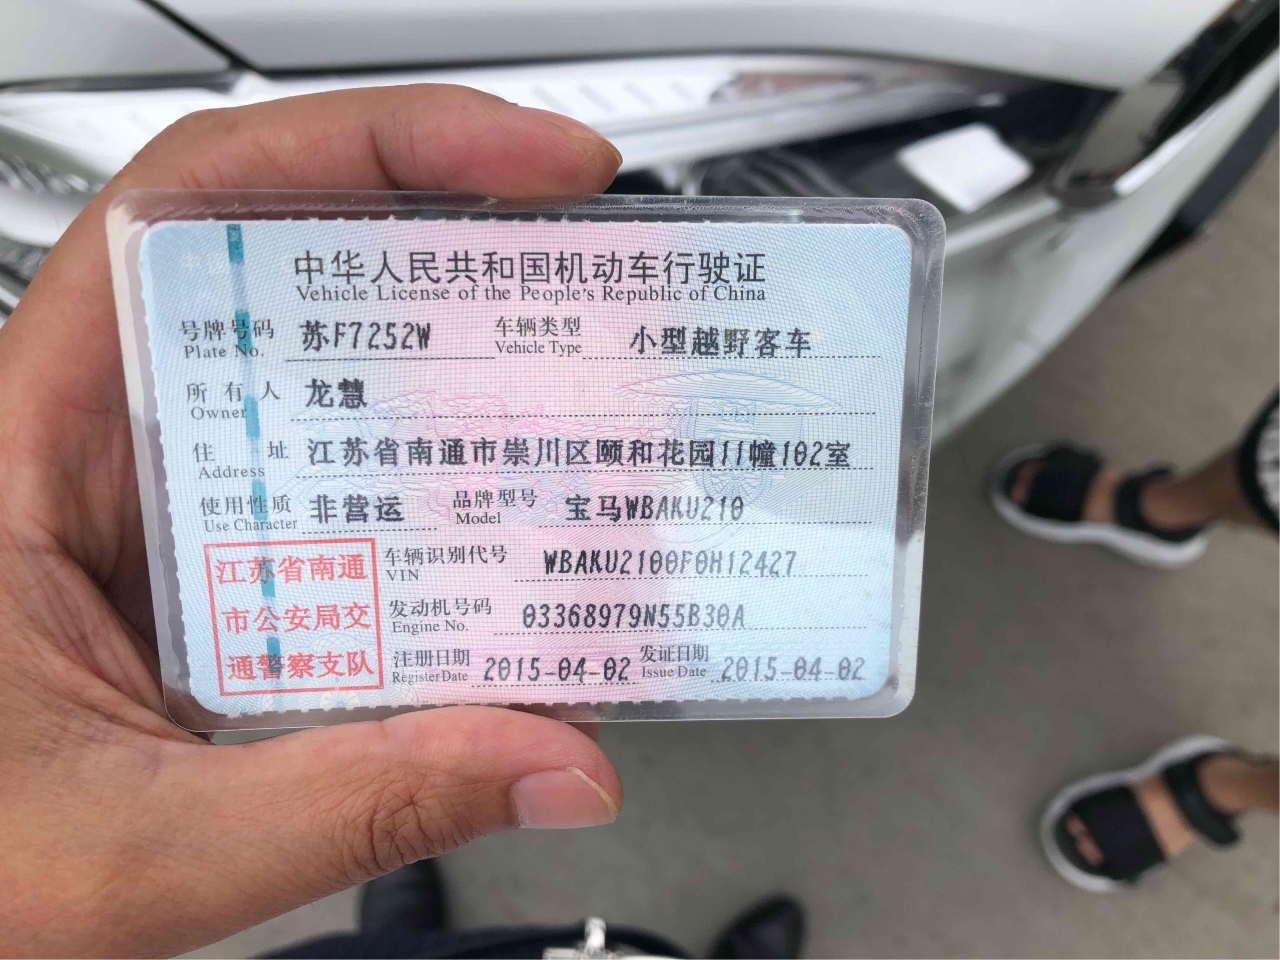 中华人民共和国机动车行驶证
Vehicle License of the People's Republic of China
号牌号码 苏F7252W 车辆类型 小型越野客车
Plate No. Vehicle Type
所有人 龙慧
Owner
住址 江苏省南通市崇川区颐和花园11幢102室
Address
使用性质 非营运 品牌型号 宝马WBAKU210
Use Character Model
车辆识别代号 WBAKU2100F0H12427
VIN
发动机号码 03368979N55B30A
Engine No.
注册日期 2015-04-02 发证日期 2015-04-02
Register Date Issue Date
江苏省南通
市公安局交
通警察支队